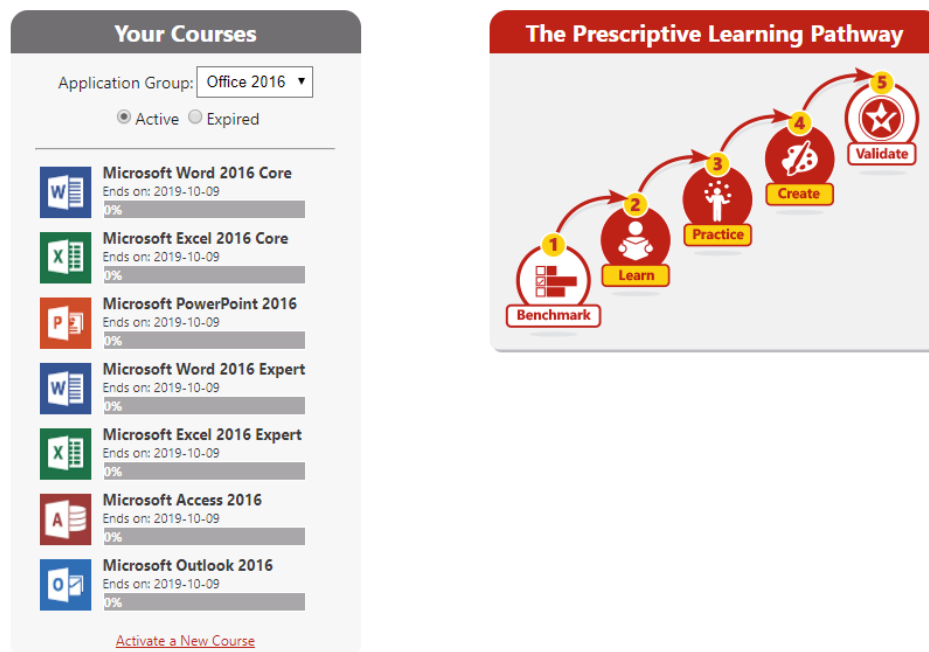 Your Courses
Application Group: Office 2016
Active Expired
Microsoft Word 2016 Core
Ends on: 2019-10-09
0%
Microsoft Excel 2016 Core
Ends on: 2019-10-09
0%
Microsoft PowerPoint 2016
Ends on: 2019-10-09
0%
Microsoft Word 2016 Expert
Ends on: 2019-10-09
0%
Microsoft Excel 2016 Expert
Ends on: 2019-10-09
0%
Microsoft Access 2016
Ends on: 2019-10-09
0%
Microsoft Outlook 2016
Ends on: 2019-10-09
0%
Activate a New Course
The Prescriptive Learning Pathway
1
Benchmark
2
Learn
3
Practice
4
Create
5
Validate